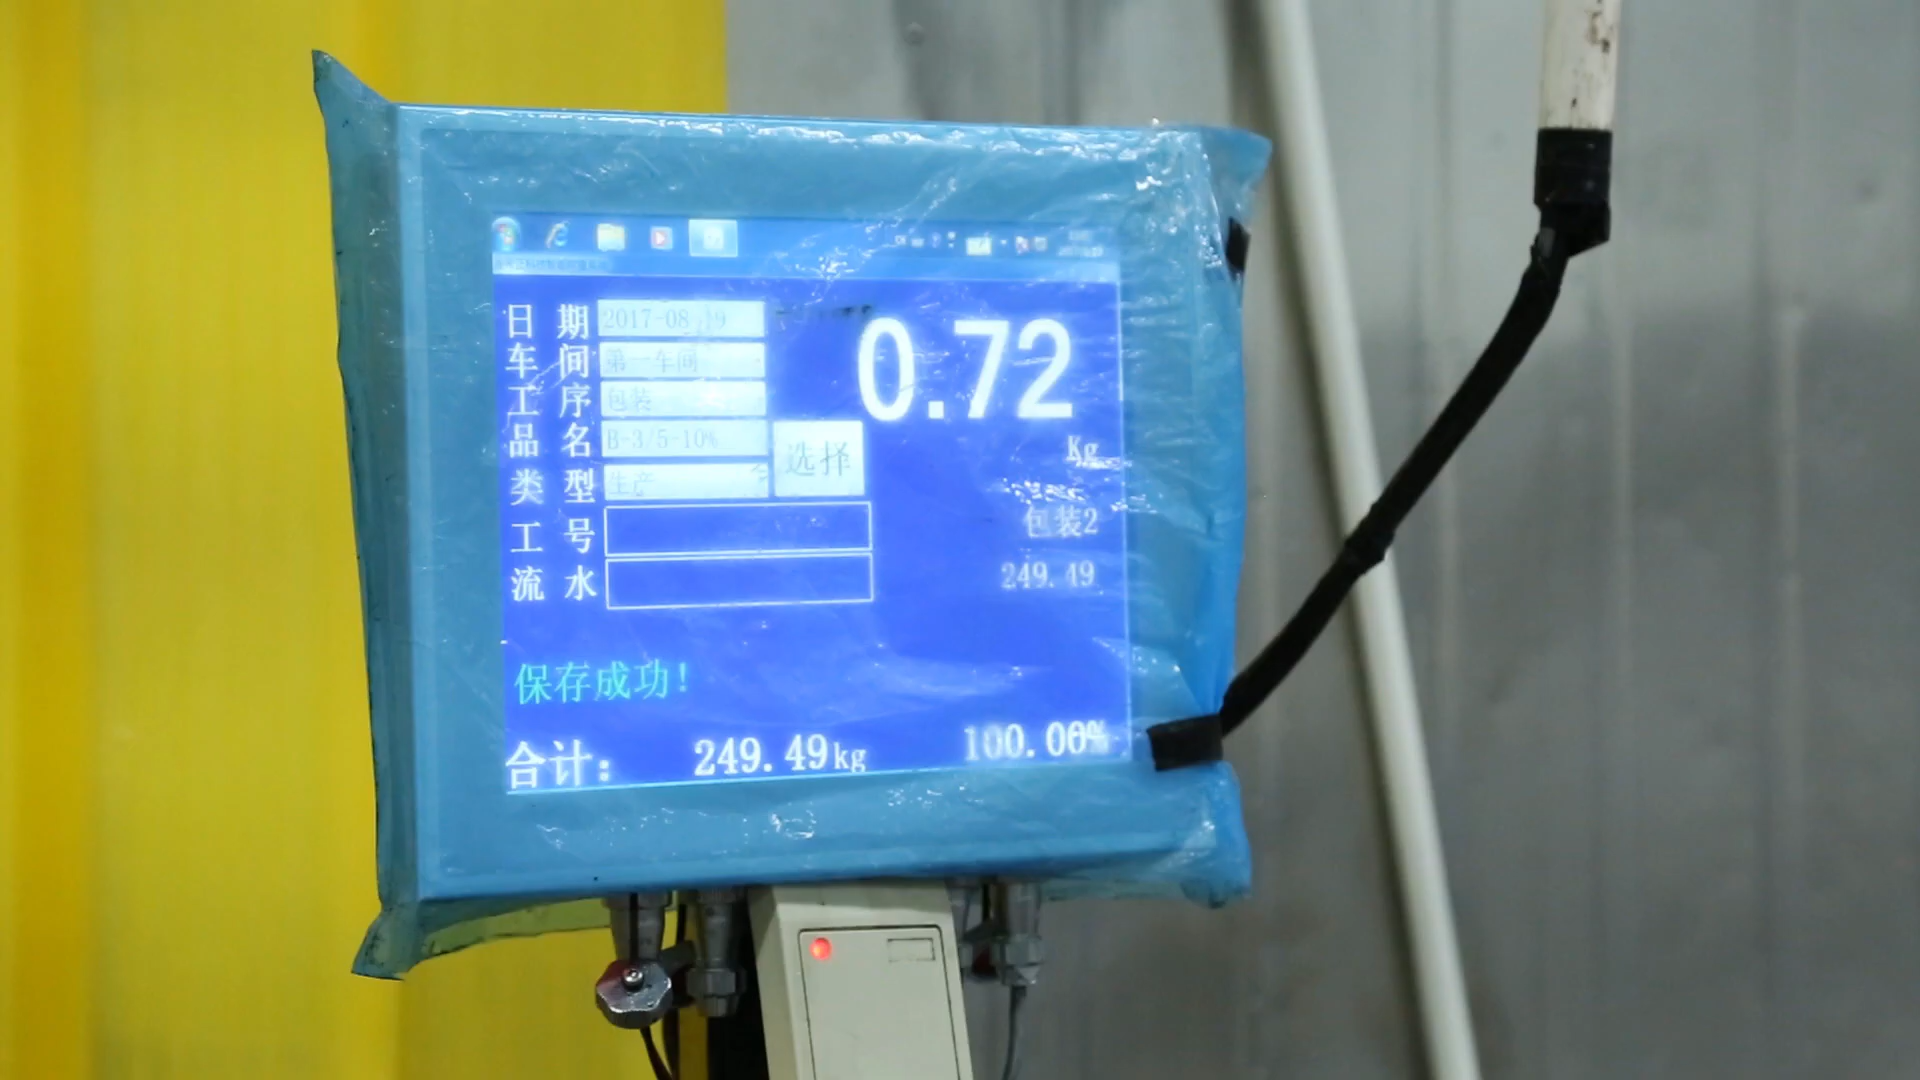 日 期 2017-08-19
0.72
车 间 第一车间
工 序 包装
品 名 B-3/5-10% 选择
Kg
类 型 生产
工 号
包装2
流 水
249.49
保存成功!
合计: 249.49kg 100.00%